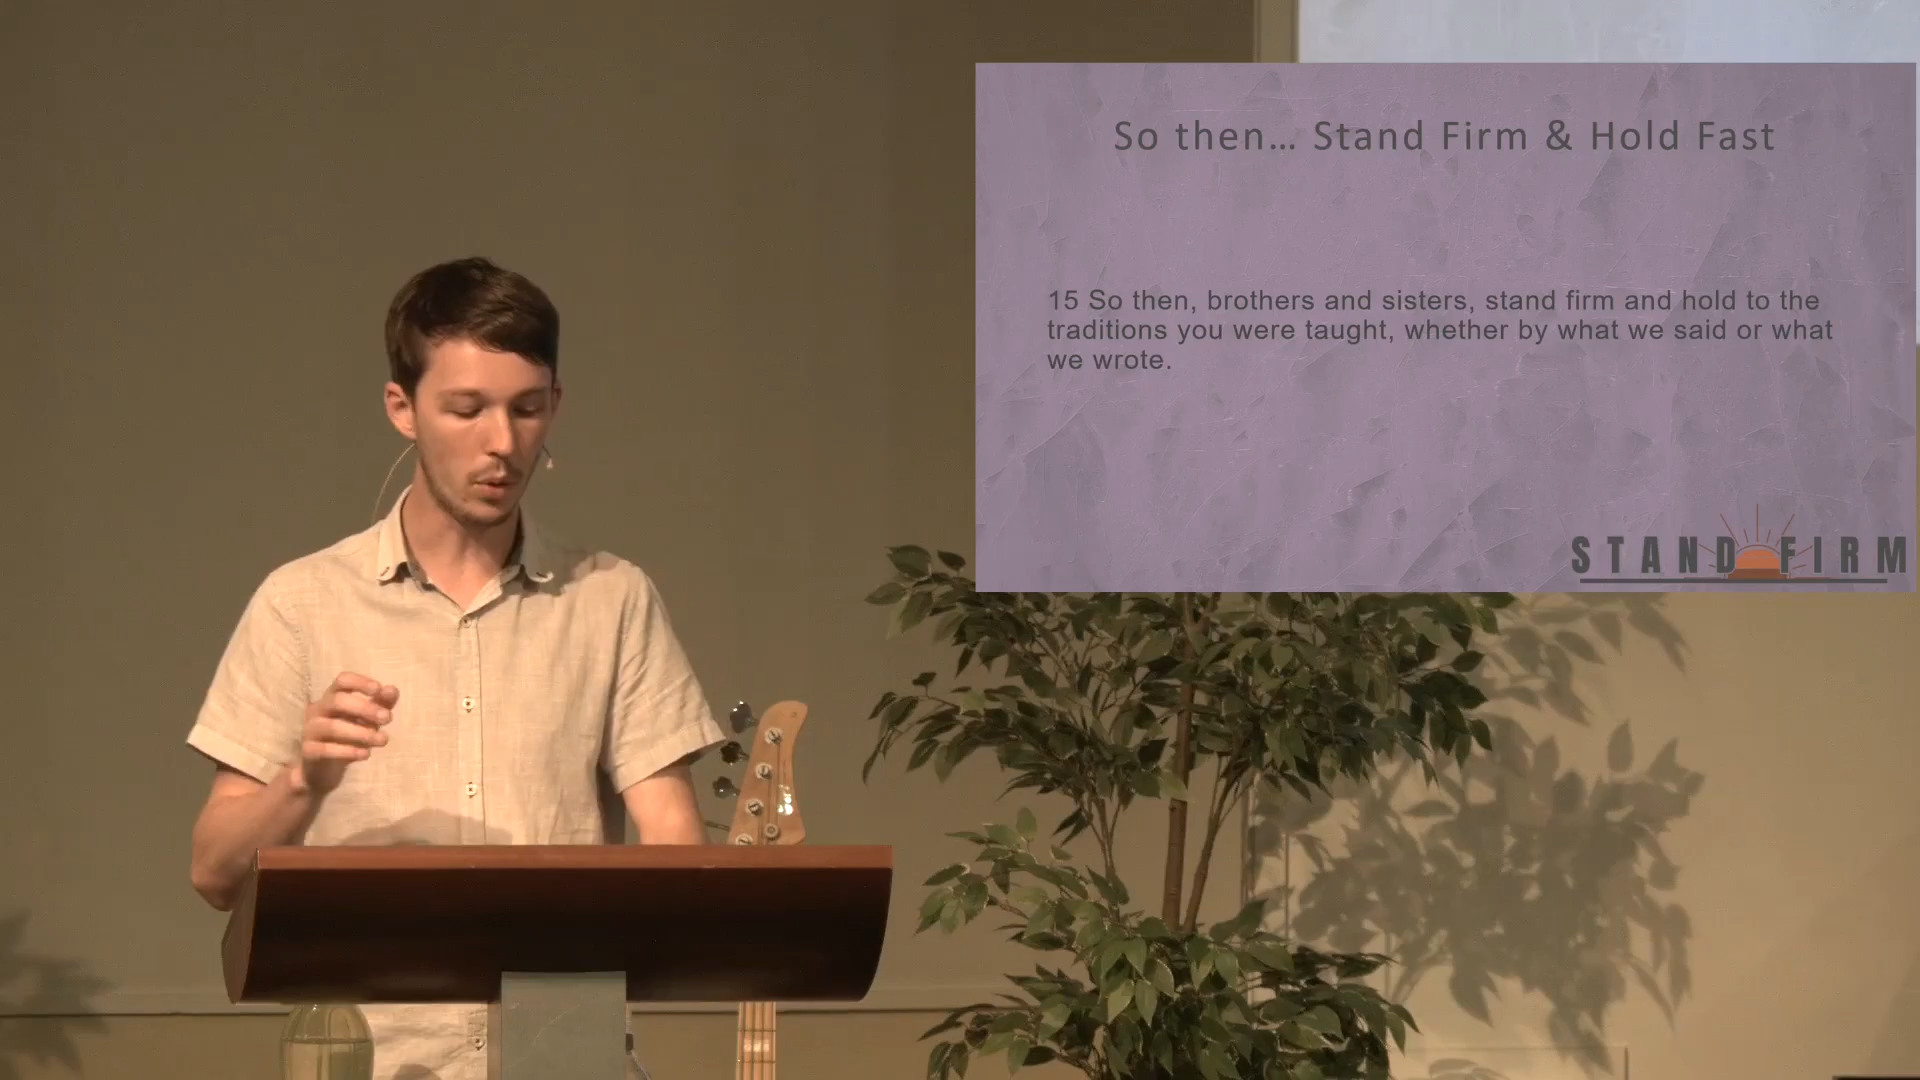 So then… Stand Firm & Hold Fast
15 So then, brothers and sisters, stand firm and hold to the
traditions you were taught, whether by what we said or what
we wrote.
STAND FIRM